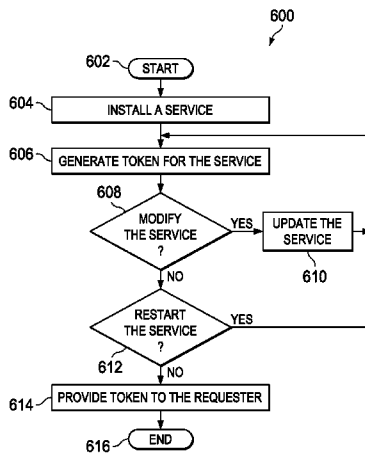 600
602
START
604
INSTALL A SERVICE
606
GENERATE TOKEN FOR THE SERVICE
608
MODIFY
THE SERVICE
?
YES
UPDATE THE
SERVICE
610
NO
RESTART
THE SERVICE
?
YES
612
NO
614
PROVIDE TOKEN TO THE REQUESTER
616
END